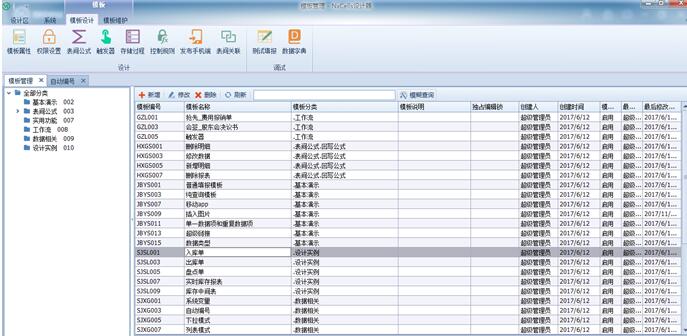 模板
模板管理 - NxCells设计器
设计区 系统 模板设计 模板维护
模板属性 权限设置 表间公式 触发器 存储过程 控制规则 发布手机端 模板关联 测试填报 数据字典
设计 调试
模板管理 自动编号
全部分类
基本演示 002
表间公式 003
实用功能 007
工作流 008
数据相关 009
设计实例 010
新增 修改 删除 刷新 模糊查询
模板编号 模板名称 模板分类 模板说明 独占编辑锁 创建人 创建时间 模... 最... 最后修改...
GZL001 抢先_费用报销单 .工作流 超级管理员 2017/6/12 启用 超级... 2017/6/1...
GZL003 会签_股东会决议书 .工作流 超级管理员 2017/6/12 启用 超级... 2017/6/1...
GZL005 触发器 .工作流 超级管理员 2017/6/12 启用 超级... 2017/6/1...
HXGS001 删除明细 .表间公式.回写公式 超级管理员 2017/6/12 启用 超级... 2017/6/1...
HXGS003 修改数据 .表间公式.回写公式 超级管理员 2017/6/12 启用 超级... 2017/6/1...
HXGS005 新增明细 .表间公式.回写公式 超级管理员 2017/6/12 启用 超级... 2017/6/1...
HXGS007 删除报表 .表间公式.回写公式 超级管理员 2017/6/12 启用 超级... 2017/6/1...
JBYS001 普通填报模板 .基本演示 超级管理员 2017/6/12 启用 超级... 2017/6/1...
JBYS003 纯查询模板 .基本演示 超级管理员 2017/6/12 启用 超级... 2017/6/1...
JBYS007 移动app .基本演示 超级管理员 2017/6/12 启用 超级... 2017/6/1...
JBYS009 插入图片 .基本演示 超级管理员 2017/6/12 启用 超级... 2017/11/...
JBYS011 单一数据项和重复数据项 .基本演示 超级管理员 2017/6/12 启用 超级... 2017/6/1...
JBYS013 超级链接 .基本演示 超级管理员 2017/6/12 启用 超级... 2017/6/1...
JBYS015 数据类型 .基本演示 超级管理员 2017/6/12 启用 超级... 2017/6/1...
SJSL001 入库单 .设计实例 超级管理员 2017/6/12 启用 超级... 2017/6/1...
SJSL003 出库单 .设计实例 超级管理员 2017/6/12 启用 超级... 2017/6/1...
SJSL005 盘点单 .设计实例 超级管理员 2017/6/12 启用 超级... 2017/6/1...
SJSL007 实时库存报表 .设计实例 超级管理员 2017/6/12 启用 超级... 2017/6/1...
SJSL009 库存中间表 .设计实例 超级管理员 2017/6/12 启用 超级... 2017/6/1...
SJXG001 系统变量 .数据相关 超级管理员 2017/6/12 启用 超级... 2017/6/1...
SJXG003 自动编号 .数据相关 超级管理员 2017/6/12 启用 超级... 2017/6/1...
SJXG005 下拉模式 .数据相关 超级管理员 2017/6/12 启用 超级... 2017/6/1...
SJXG007 列表模式 .数据相关 超级管理员 2017/6/12 启用 超级... 2017/6/1...